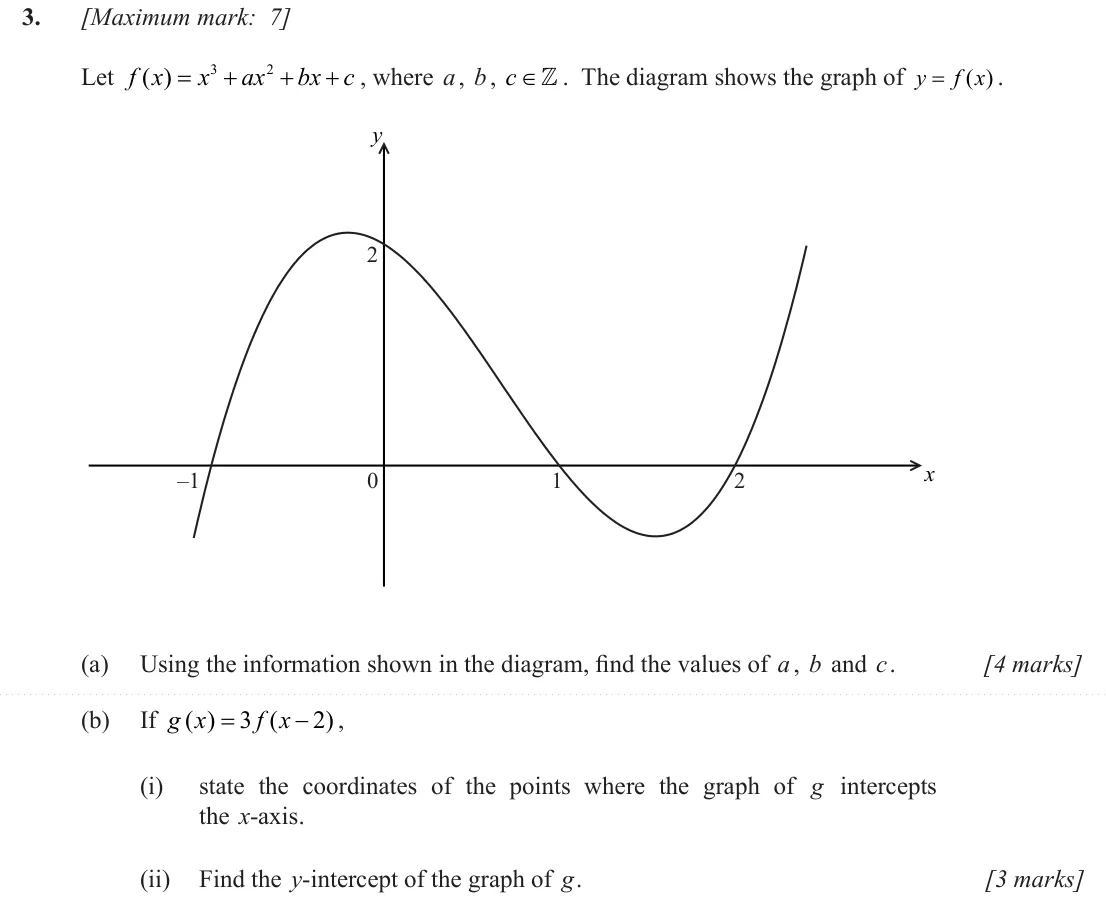 3. [Maximum mark: 7]
Let f(x) = x³ + ax² + bx + c, where a, b, c ∈ ℤ. The diagram shows the graph of y = f(x).
y
2
–1 0 1 2 x
(a) Using the information shown in the diagram, find the values of a, b and c. [4 marks]
(b) If g(x) = 3f(x − 2),
(i) state the coordinates of the points where the graph of g intercepts
the x-axis.
(ii) Find the y-intercept of the graph of g. [3 marks]